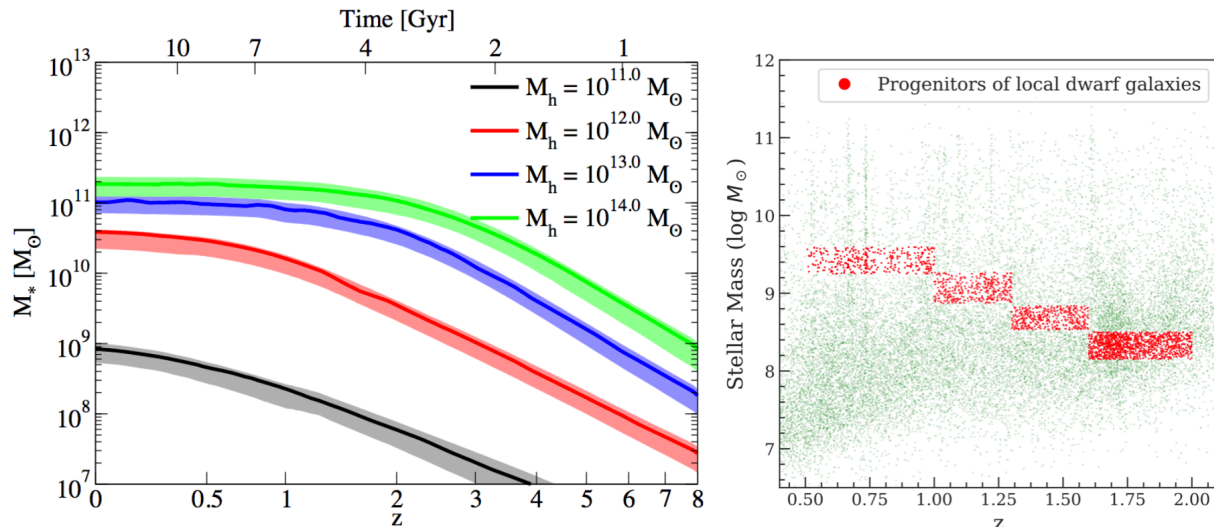 Time [Gyr]
10 7 4 2 1
10^13
10^12
10^11
10^10
10^9
10^8
10^7
M_* [M_⊙]
M_h = 10^11.0 M_⊙
M_h = 10^12.0 M_⊙
M_h = 10^13.0 M_⊙
M_h = 10^14.0 M_⊙
0 0.5 1 2 3 4 5 6 7 8
z
12
11
10
9
8
7
Stellar Mass (log M_⊙)
Progenitors of local dwarf galaxies
0.50 0.75 1.00 1.25 1.50 1.75 2.00
z